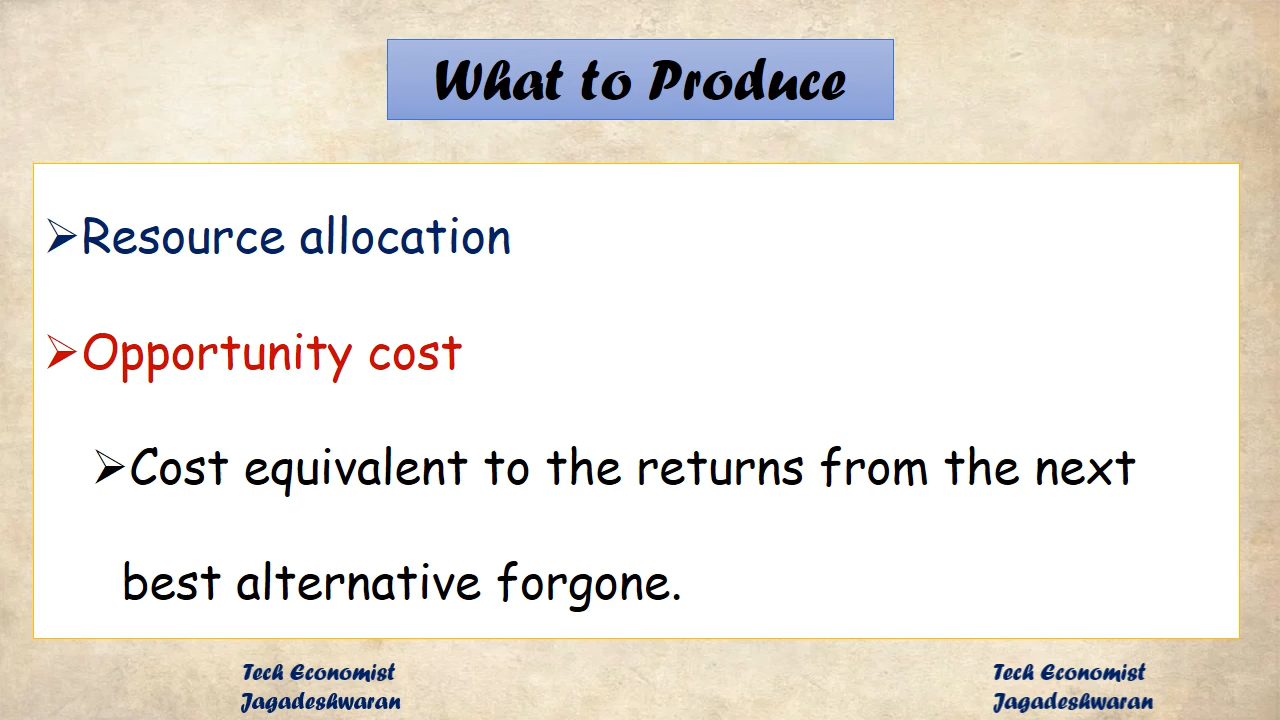 What to Produce
➢Resource allocation
➢Opportunity cost
➢Cost equivalent to the returns from the next
best alternative forgone.
Tech Economist
Jagadeshwaran
Tech Economist
Jagadeshwaran